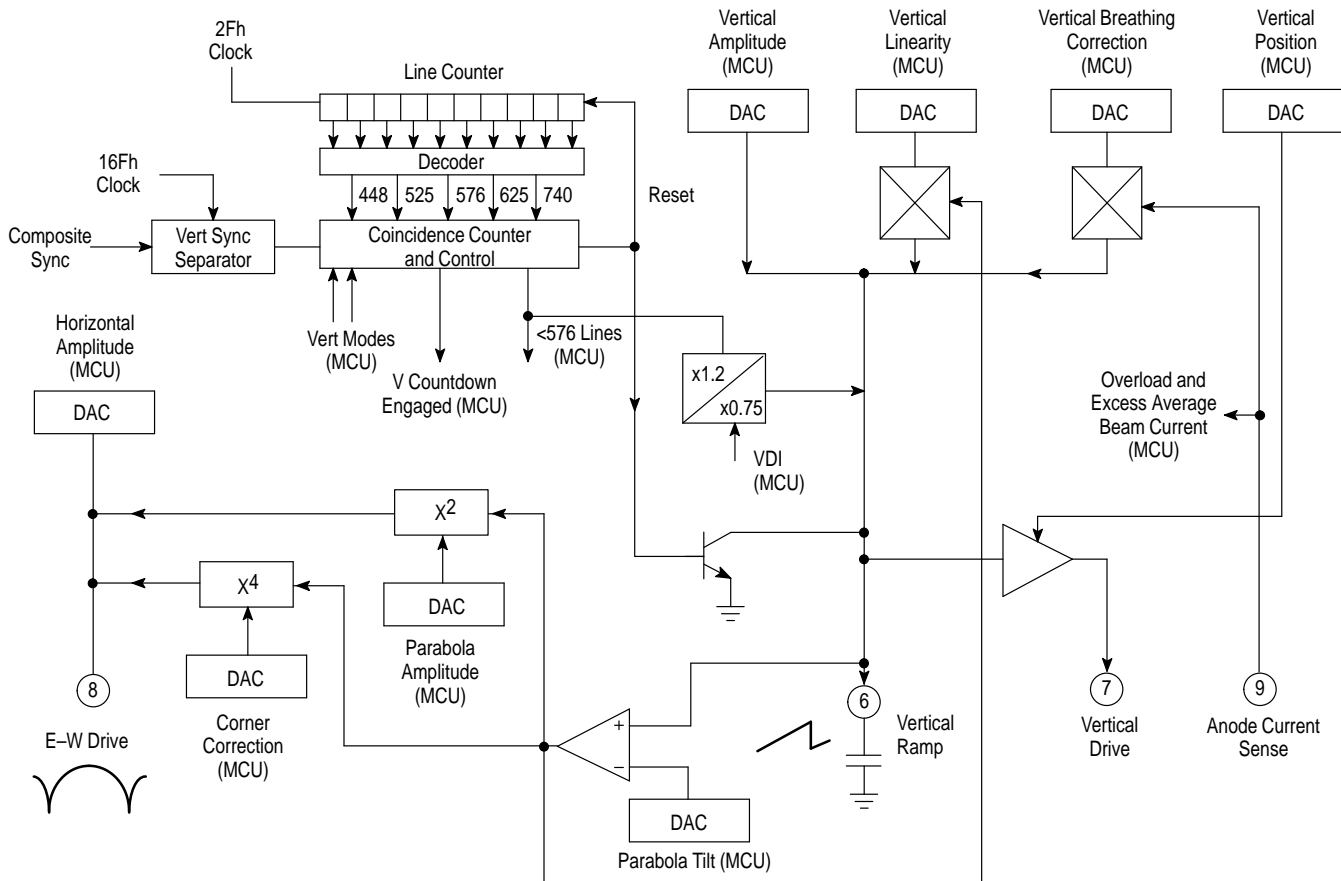 2Fh
Clock
Line Counter
Vertical
Amplitude
(MCU)
Vertical
Linearity
(MCU)
Vertical Breathing
Correction
(MCU)
Vertical
Position
(MCU)
DAC
DAC
DAC
DAC
Decoder
16Fh
Clock
448
525
576
625
740
Reset
Composite
Sync
Vert Sync
Separator
Coincidence Counter
and Control
Horizontal
Amplitude
(MCU)
DAC
Vert Modes
(MCU)
V Countdown
Engaged (MCU)
<576 Lines
(MCU)
x1.2
x0.75
VDI
(MCU)
Overload and
Excess Average
Beam Current
(MCU)
X2
DAC
Parabola
Amplitude
(MCU)
X4
DAC
Corner
Correction
(MCU)
8
E–W Drive
+
–
DAC
Parabola Tilt (MCU)
6
Vertical
Ramp
7
Vertical
Drive
9
Anode Current
Sense